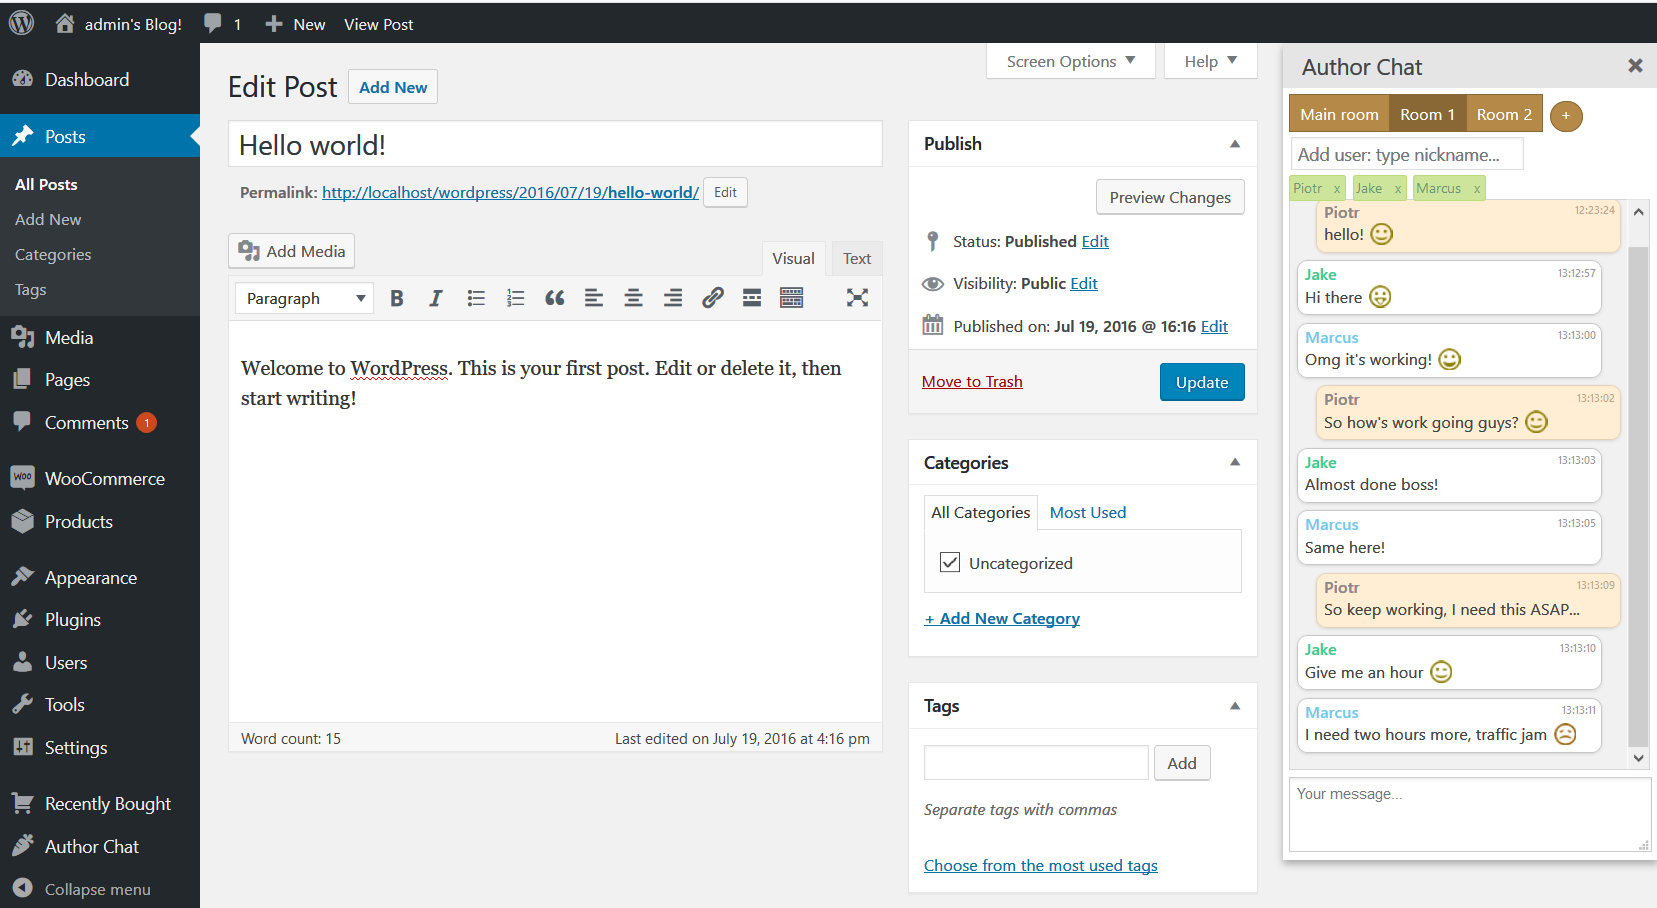 admin's Blog!
1
New
View Post
Dashboard
Posts
All Posts
Add New
Categories
Tags
Media
Pages
Comments 1
WOO WooCommerce
Products
Appearance
Plugins
Users
Tools
Settings
Recently Bought
Author Chat
Collapse menu
Screen Options
Help
Edit Post
Add New
Hello world!
Permalink: http://localhost/wordpress/2016/07/19/hello-world/ Edit
Add Media
Visual
Text
Paragraph
B I
Welcome to WordPress. This is your first post. Edit or delete it, then
start writing!
Word count: 15
Last edited on July 19, 2016 at 4:16 pm
Publish
Preview Changes
Status: Published Edit
Visibility: Public Edit
Published on: Jul 19, 2016 @ 16:16 Edit
Move to Trash
Update
Categories
All Categories
Most Used
Uncategorized
+ Add New Category
Tags
Add
Separate tags with commas
Choose from the most used tags
Author Chat
Main room
Room 1
Room 2
+
Add user: type nickname...
Piotr x
Jake x
Marcus x
Piotr 12:23:24
hello!
Jake 13:12:57
Hi there
Marcus 13:13:00
Omg it's working!
Piotr 13:13:02
So how's work going guys?
Jake 13:13:03
Almost done boss!
Marcus 13:13:05
Same here!
Piotr 13:13:09
So keep working, I need this ASAP...
Jake 13:13:10
Give me an hour
Marcus 13:13:11
I need two hours more, traffic jam
Your message...